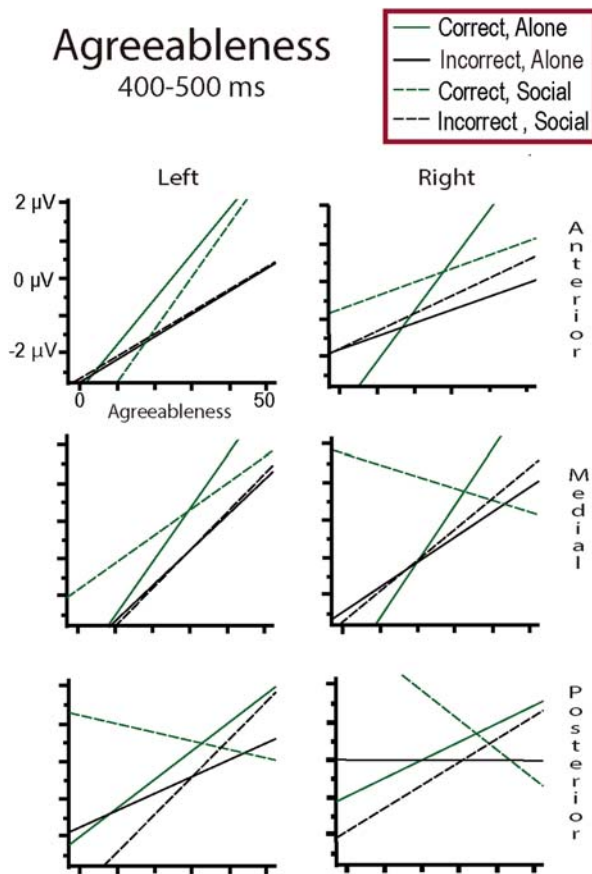 Agreeableness
400-500 ms
Correct, Alone
Incorrect, Alone
Correct, Social
Incorrect , Social
Left
Right
2 µV
0 µV
-2 µV
0
50
Agreeableness
Anterior
Medial
Posterior